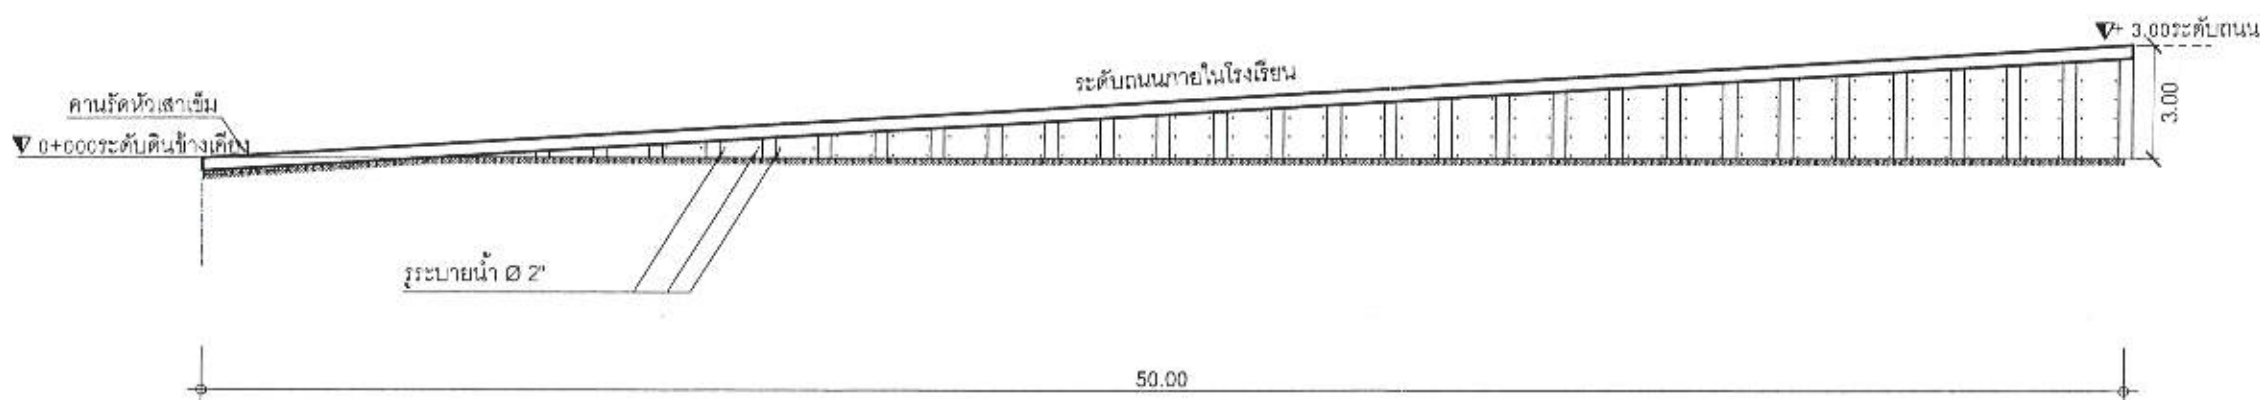 + 3.00ระดับถนน
ระดับถนนภายในโรงเรียน
คานรัดหัวเสาเข็ม
0+000ระดับดินข้างเคียง
3.00
รูระบายน้ำ Ø 2"
50.00